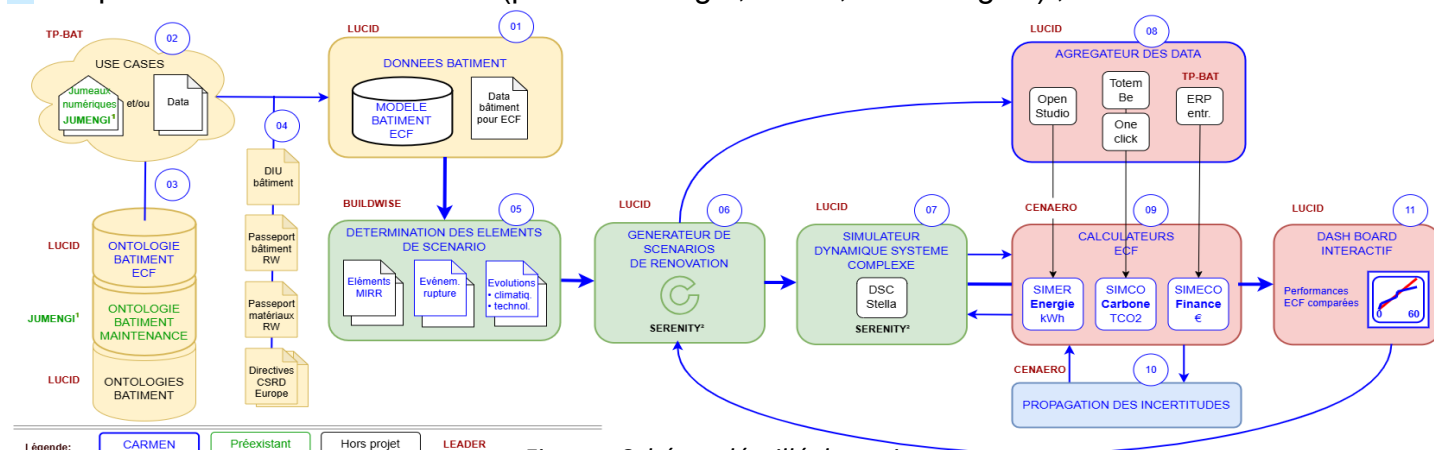 TP-BAT
02
USE CASES
Jumeaux
numériques
JUMENGI¹
et/ou
Data
LUCID
01
DONNEES BATIMENT
MODELE
BATIMENT
ECF
Data
bâtiment
pour ECF
04
DIU
bâtiment
Passeport
bâtiment
RW
Passeport
matériaux
RW
Directives
CSRD
Europe
03
LUCID
ONTOLOGIE
BATIMENT
ECF
JUMENGI¹
ONTOLOGIE
BATIMENT
MAINTENANCE
LUCID
ONTOLOGIES
BATIMENT
BUILDWISE
05
DETERMINATION DES ELEMENTS
DE SCENARIO
Eléments
MIRR
Evénem.
rupture
Evolutions
• climatiq.
• technol.
LUCID
06
GENERATEUR DE
SCENARIOS
DE RENOVATION
SERENITY²
LUCID
07
SIMULATEUR
DYNAMIQUE SYSTEME
COMPLEXE
DSC
Stella
SERENITY²
LUCID
08
AGREGATEUR DES DATA
Open
Studio
Totem
Be
One
click
TP-BAT
ERP
entr.
CENAERO
09
CALCULATEURS
ECF
SIMER
Energie
kWh
SIMCO
Carbone
TCO2
SIMECO
Finance
€
CENAERO
10
PROPAGATION DES INCERTITUDES
LUCID
11
DASH BOARD
INTERACTIF
Performances
ECF comparées
0 60
Légende:
CARMEN
Préexistant
Hors projet
LEADER